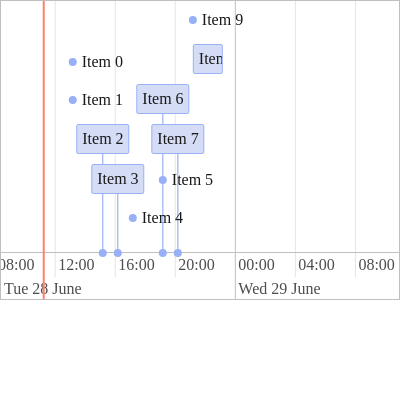 Item 9
Item 0
Item 1
Item 6
Item 2
Item 7
Item 3
Item 5
Item 4
08:00 12:00 16:00 20:00 00:00 04:00 08:00
Tue 28 June Wed 29 June